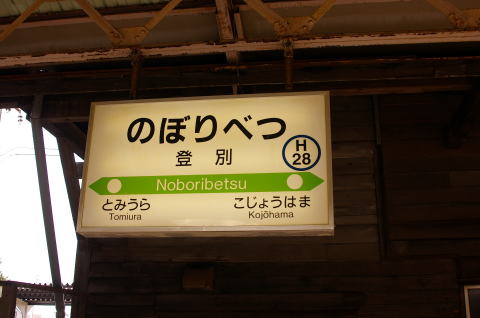 のぼりべつ
登別
H
28
Noboribetsu
とみうら
Tomiura
こじょうはま
Kojōhama